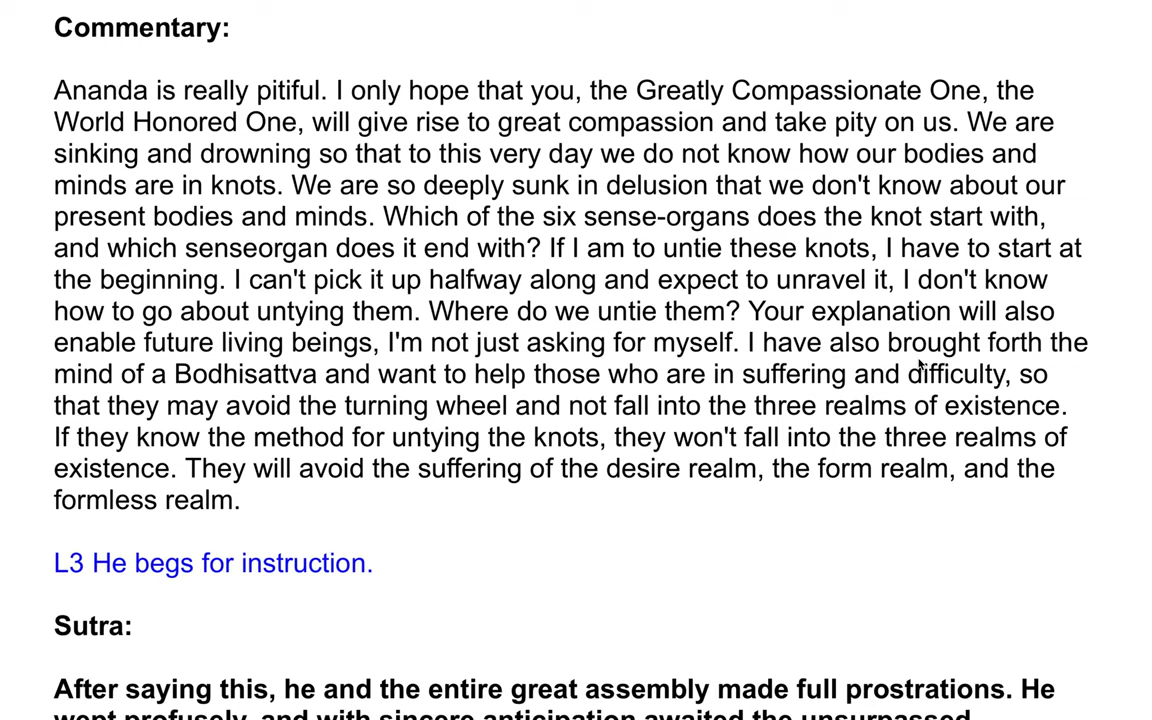 Commentary:
Ananda is really pitiful. I only hope that you, the Greatly Compassionate One, the
World Honored One, will give rise to great compassion and take pity on us. We are
sinking and drowning so that to this very day we do not know how our bodies and
minds are in knots. We are so deeply sunk in delusion that we don't know about our
present bodies and minds. Which of the six sense-organs does the knot start with,
and which senseorgan does it end with? If I am to untie these knots, I have to start at
the beginning. I can't pick it up halfway along and expect to unravel it, I don't know
how to go about untying them. Where do we untie them? Your explanation will also
enable future living beings, I'm not just asking for myself. I have also brought forth the
mind of a Bodhisattva and want to help those who are in suffering and difficulty, so
that they may avoid the turning wheel and not fall into the three realms of existence.
If they know the method for untying the knots, they won't fall into the three realms of
existence. They will avoid the suffering of the desire realm, the form realm, and the
formless realm.
L3 He begs for instruction.
Sutra:
After saying this, he and the entire great assembly made full prostrations. He
wept profusely, and with sincere anticipation awaited the unsurpassed